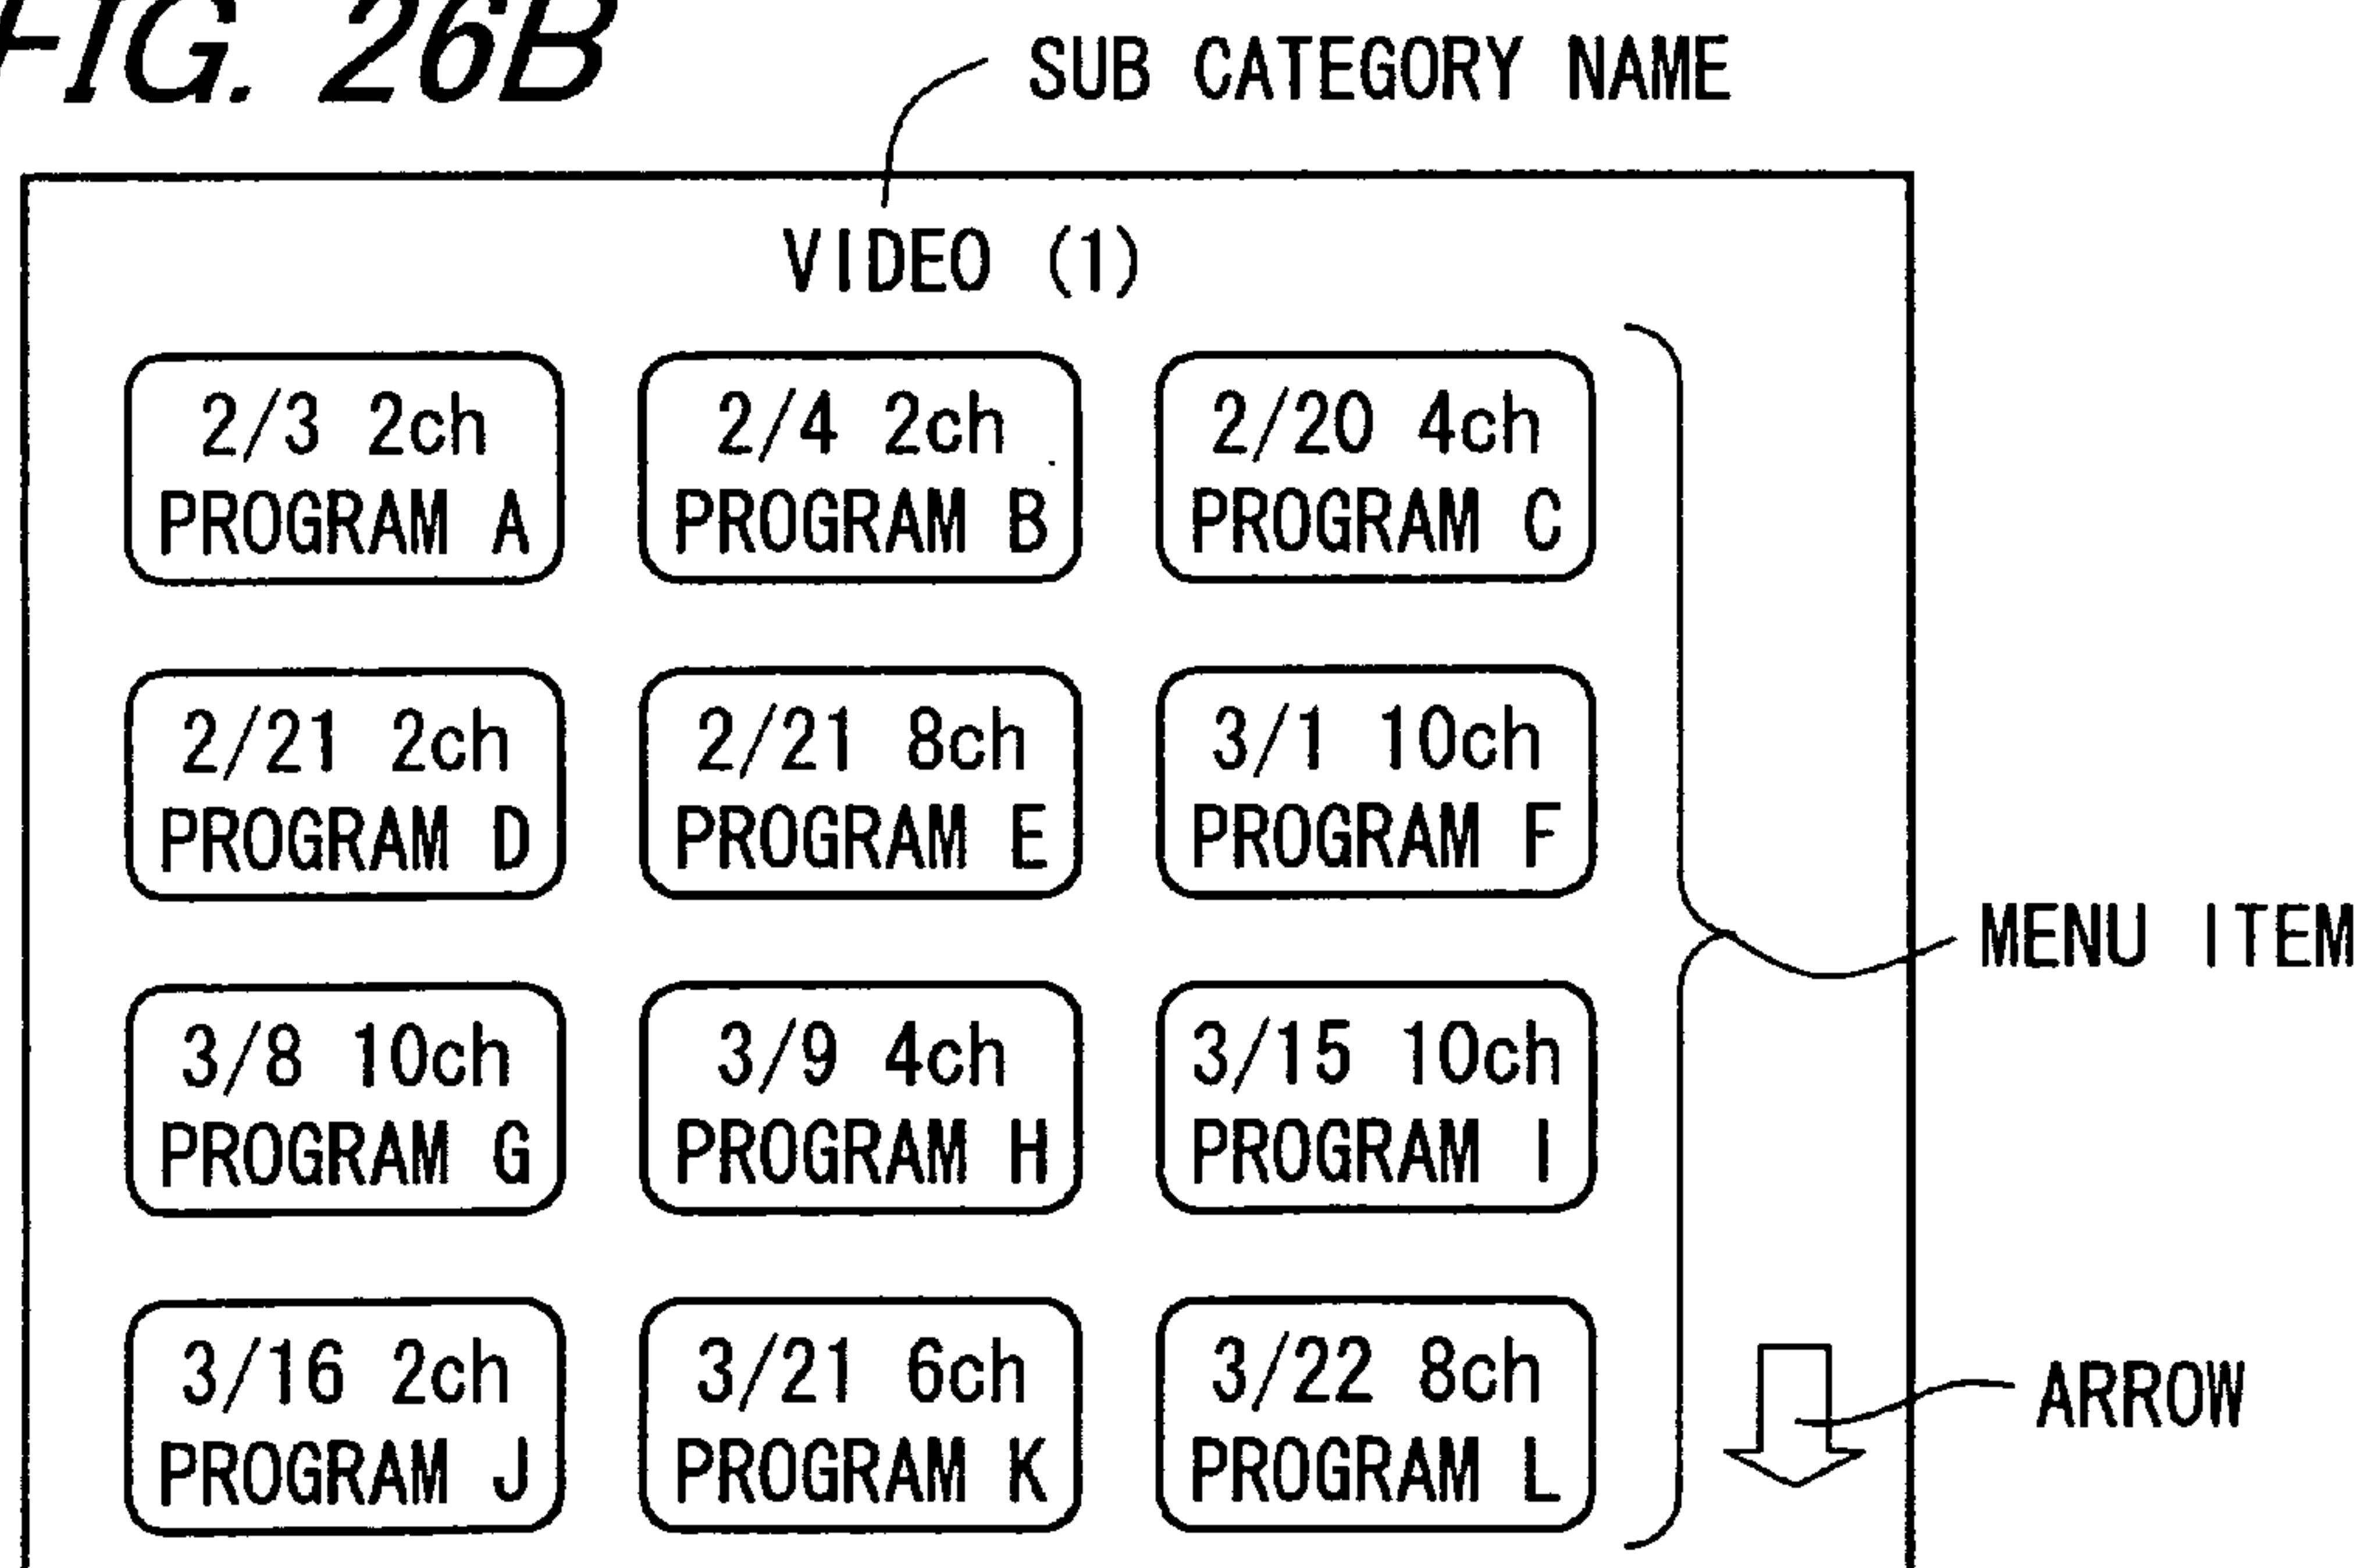 FIG. 26B
SUB CATEGORY NAME
VIDEO (1)
2/3 2ch
PROGRAM A
2/4 2ch
PROGRAM B
2/20 4ch
PROGRAM C
2/21 2ch
PROGRAM D
2/21 8ch
PROGRAM E
3/1 10ch
PROGRAM F
MENU ITEM
3/8 10ch
PROGRAM G
3/9 4ch
PROGRAM H
3/15 10ch
PROGRAM I
3/16 2ch
PROGRAM J
3/21 6ch
PROGRAM K
3/22 8ch
PROGRAM L
ARROW